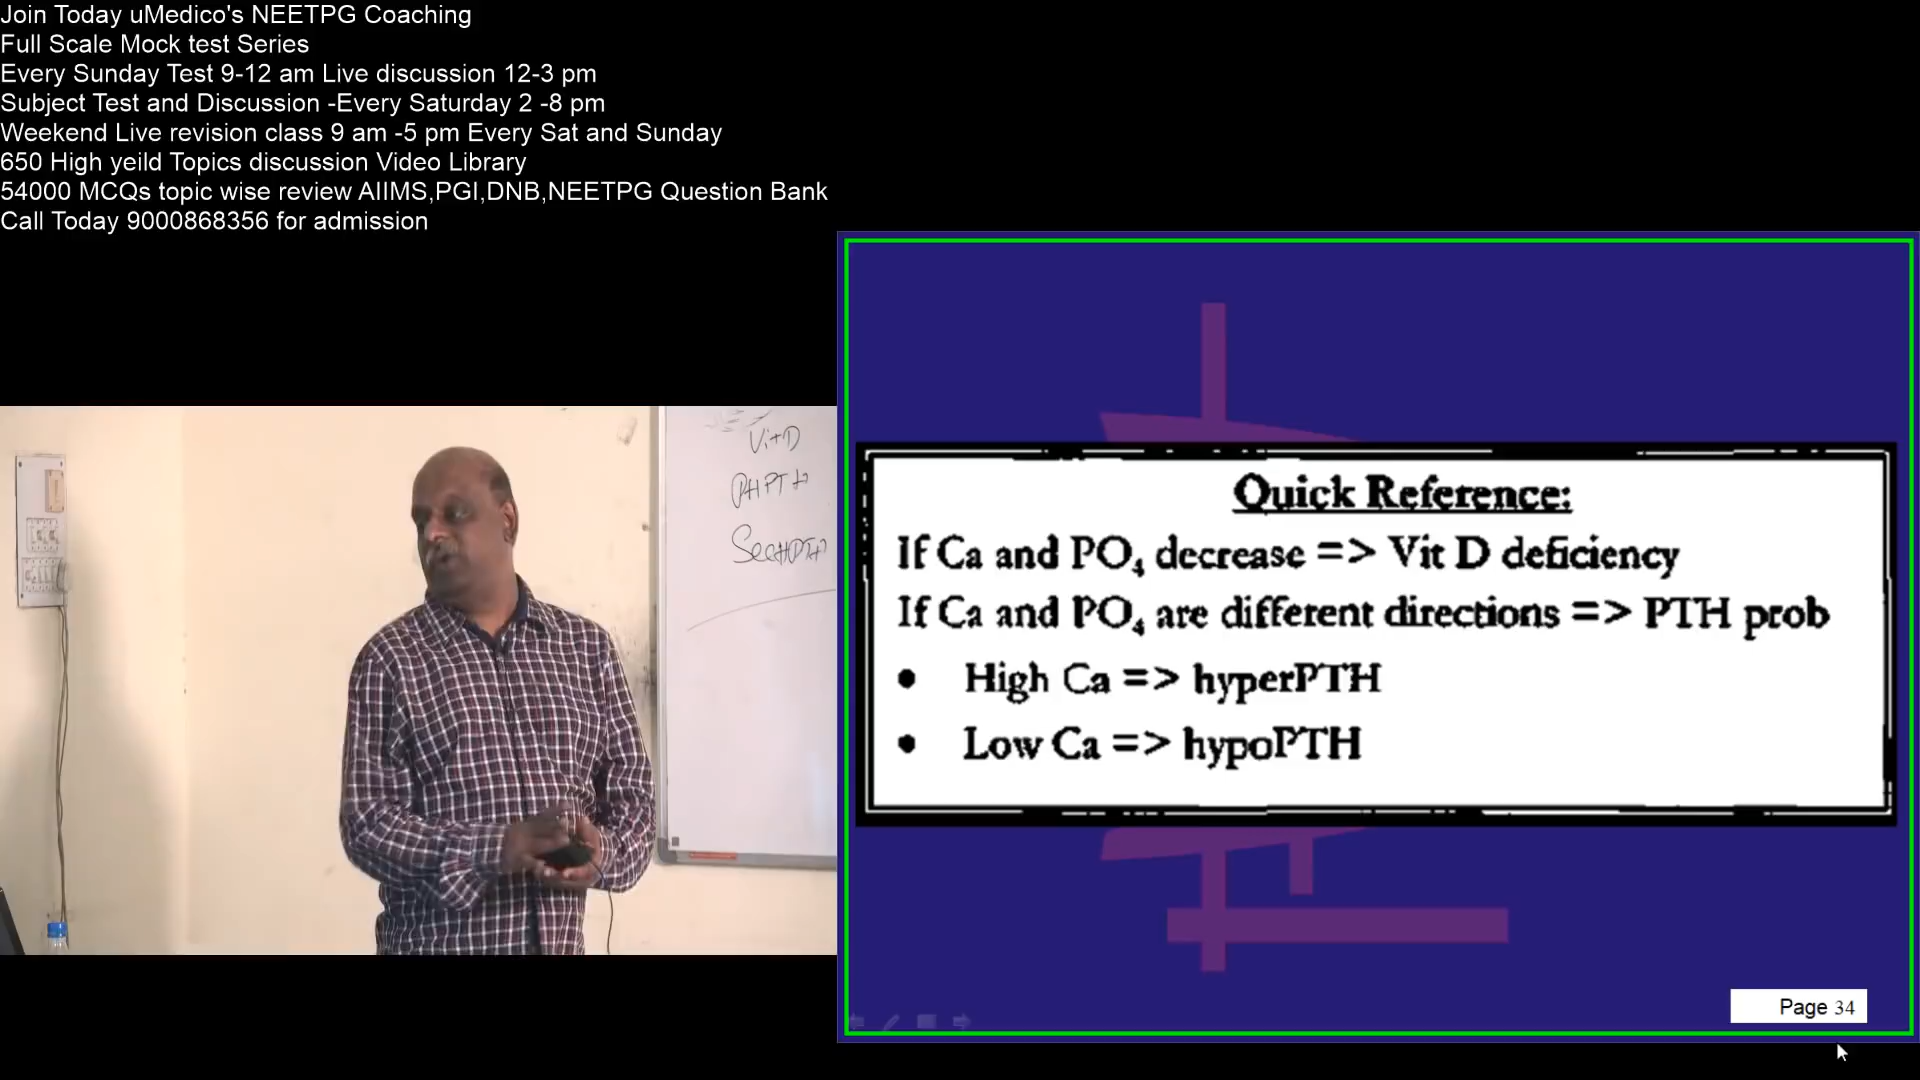 Join Today uMedico's NEETPG Coaching
Full Scale Mock test Series
Every Sunday Test 9-12 am Live discussion 12-3 pm
Subject Test and Discussion -Every Saturday 2 -8 pm
Weekend Live revision class 9 am -5 pm Every Sat and Sunday
650 High yeild Topics discussion Video Library
54000 MCQs topic wise review AIIMS,PGI,DNB,NEETPG Question Bank
Call Today 9000868356 for admission
Vit D
PHPTH
Sec HPTH
Quick Reference:
If Ca and PO₄ decrease => Vit D deficiency
If Ca and PO₄ are different directions => PTH prob
• High Ca => hyperPTH
• Low Ca => hypoPTH
Page 34